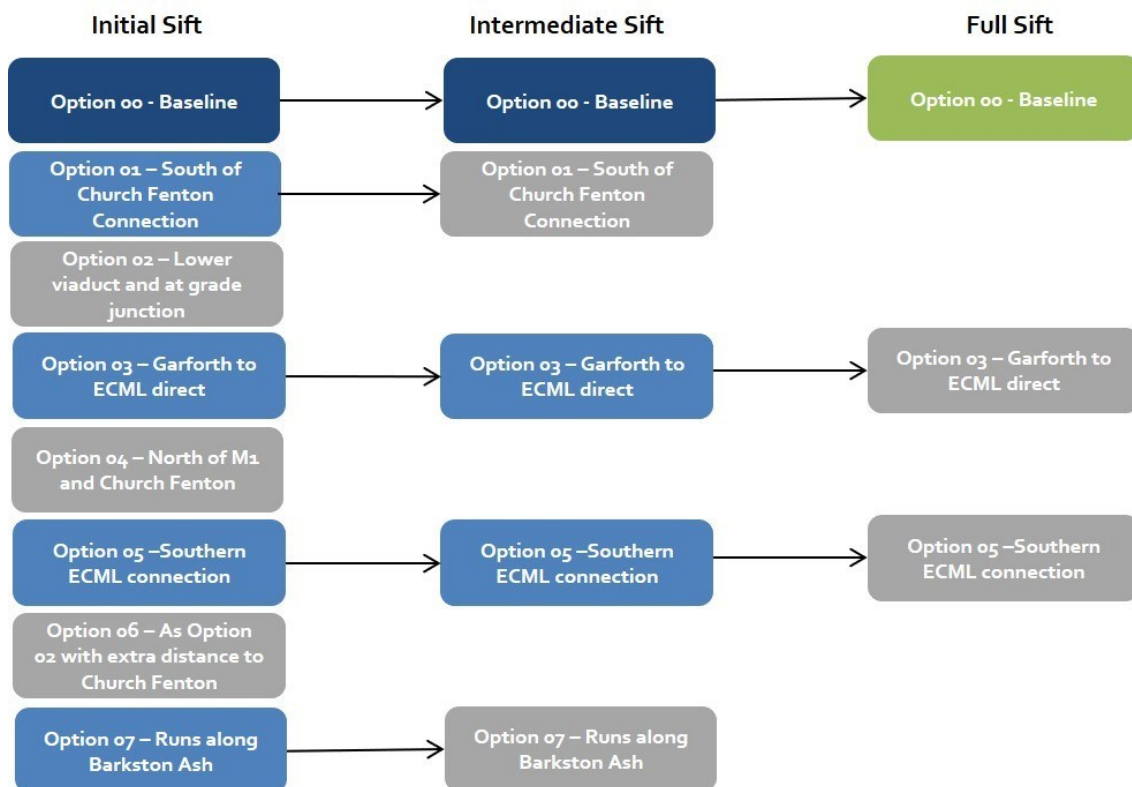 Initial Sift
Intermediate Sift
Full Sift
Option 00 - Baseline
Option 00 - Baseline
Option 00 - Baseline
Option 01 – South of
Church Fenton
Connection
Option 01 – South of
Church Fenton
Connection
Option 02 – Lower
viaduct and at grade
junction
Option 03 – Garforth to
ECML direct
Option 03 – Garforth to
ECML direct
Option 03 – Garforth to
ECML direct
Option 04 – North of M1
and Church Fenton
Option 05 –Southern
ECML connection
Option 05 –Southern
ECML connection
Option 05 –Southern
ECML connection
Option 06 – As Option
02 with extra distance to
Church Fenton
Option 07 – Runs along
Barkston Ash
Option 07 – Runs along
Barkston Ash